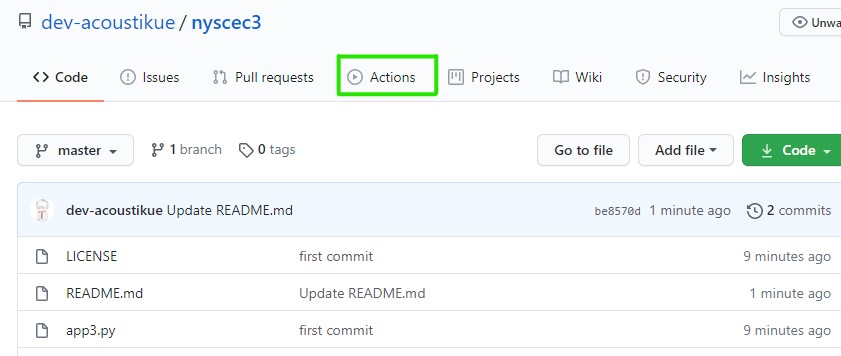 dev-acoustikue / nyscec3
Unwa
Code Issues Pull requests Actions Projects Wiki Security Insights
master 1 branch 0 tags Go to file Add file Code
dev-acoustikue Update README.md be8570d 1 minute ago 2 commits
LICENSE first commit 9 minutes ago
README.md Update README.md 1 minute ago
app3.py first commit 9 minutes ago